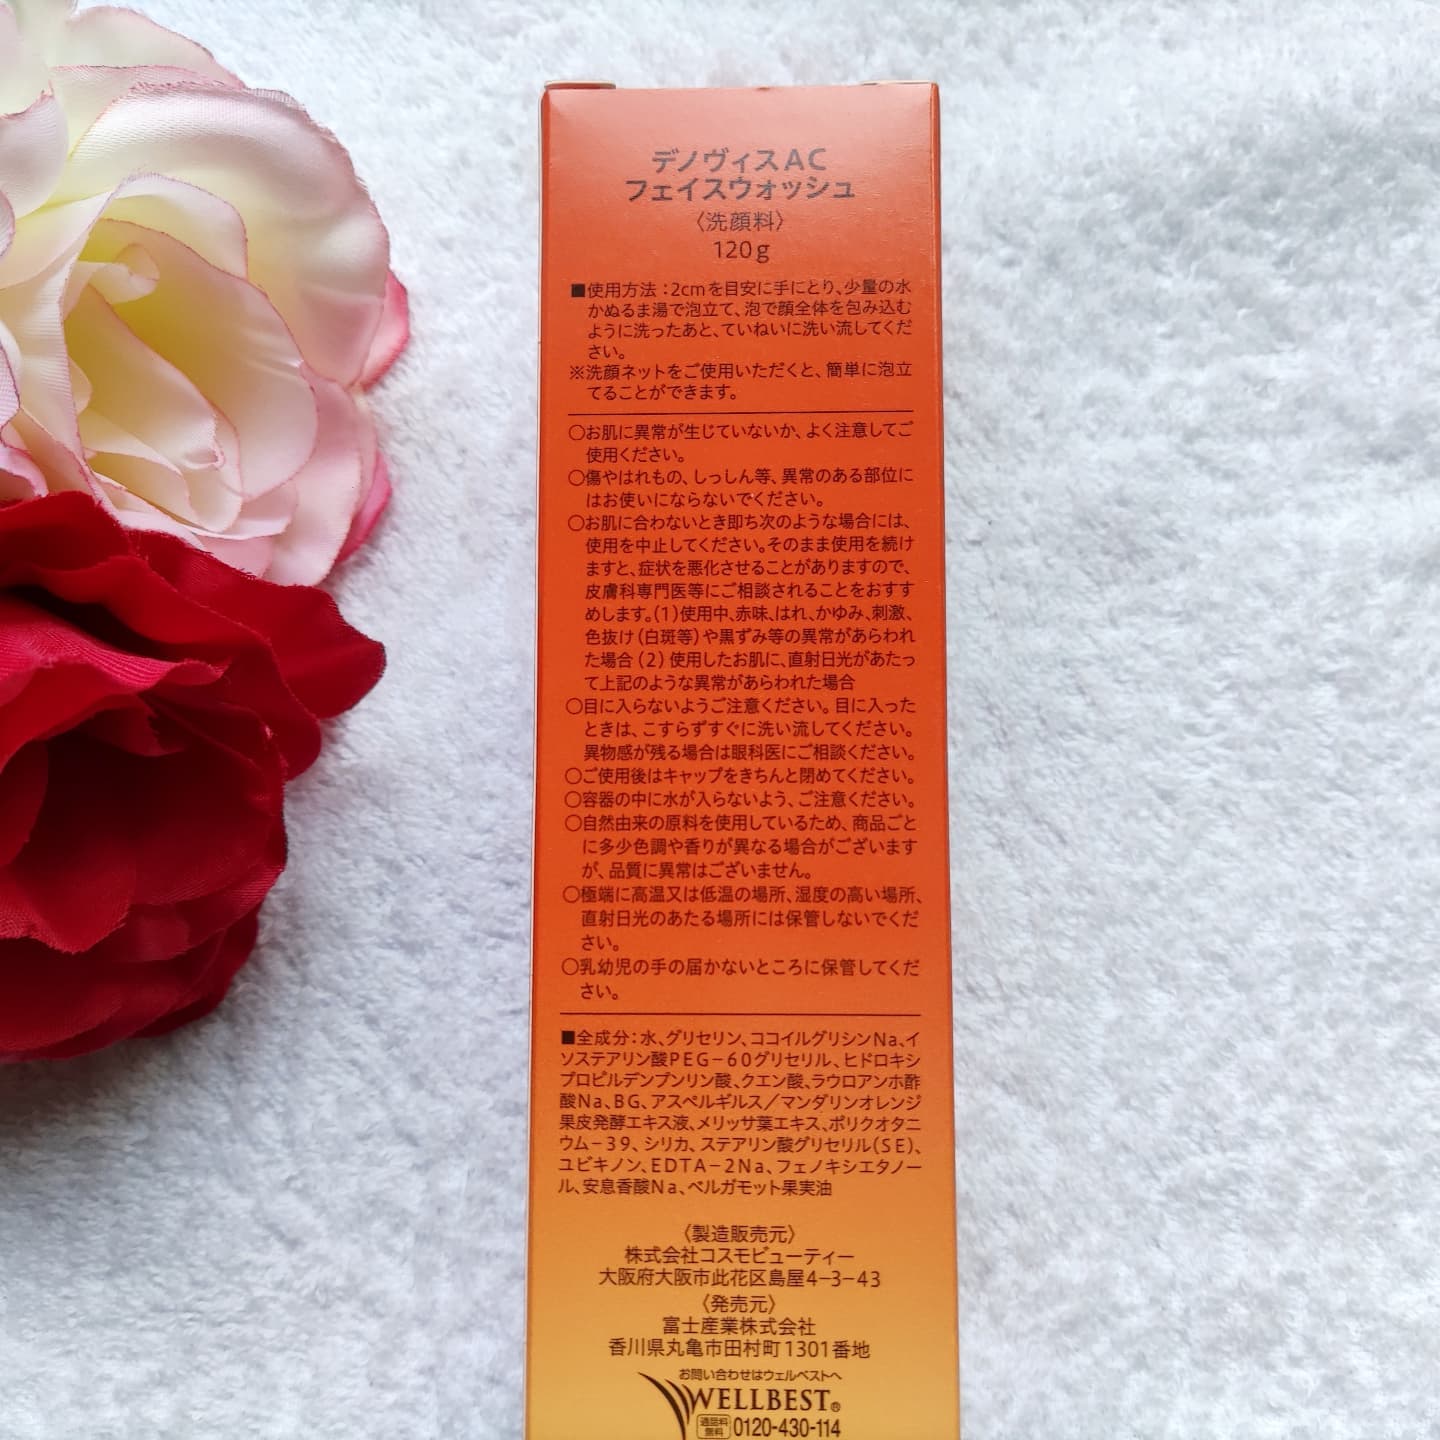 デノヴィスAC
フェイスウォッシュ
〈洗顔料〉
120g
■使用方法：2cmを目安に手にとり、少量の水
かぬるま湯で泡立て、泡で顔全体を包み込む
ように洗ったあと、ていねいに洗い流してくだ
さい。
※洗顔ネットをご使用いただくと、簡単に泡立
てることができます。
○お肌に異常が生じていないか、よく注意してご
使用ください。
○傷やはれもの、しっしん等、異常のある部位に
はお使いにならないでください。
○お肌に合わないとき即ち次のような場合には、
使用を中止してください。そのまま使用を続け
ますと、症状を悪化させることがありますので、
皮膚科専門医等にご相談されることをおすす
めします。(1)使用中、赤味、はれ、かゆみ、刺激、
色抜け(白斑等)や黒ずみ等の異常があらわれ
た場合(2)使用したお肌に、直射日光があたっ
て上記のような異常があらわれた場合
○目に入らないようご注意ください。目に入った
ときは、こすらずすぐに洗い流してください。
異物感が残る場合は眼科医にご相談ください。
○ご使用後はキャップをきちんと閉めてください。
○容器の中に水が入らないよう、ご注意ください。
○自然由来の原料を使用しているため、商品ごと
に多少色調や香りが異なる場合がございます
が、品質に異常はございません。
○極端に高温又は低温の場所、湿度の高い場所、
直射日光のあたる場所には保管しないでくだ
さい。
○乳幼児の手の届かないところに保管してくだ
さい。
■全成分：水、グリセリン、ココイルグリシンNa、イ
ソステアリン酸PEG−60グリセリル、ヒドロキシ
プロピルデンプンリン酸、クエン酸、ラウロアンホ酢
酸Na、BG、アスペルギルス／マンダリンオレンジ
果皮発酵エキス液、メリッサ葉エキス、ポリクオタニ
ウム−39、シリカ、ステアリン酸グリセリル(SE)、
ユビキノン、EDTA−2Na、フェノキシエタノー
ル、安息香酸Na、ベルガモット果実油
〈製造販売元〉
株式会社コスモビューティー
大阪府大阪市此花区島屋4−3−43
〈発売元〉
富士産業株式会社
香川県丸亀市田村町1301番地
お問い合わせはウェルベストへ
WELLBEST®
通話料
無料 0120-430-114